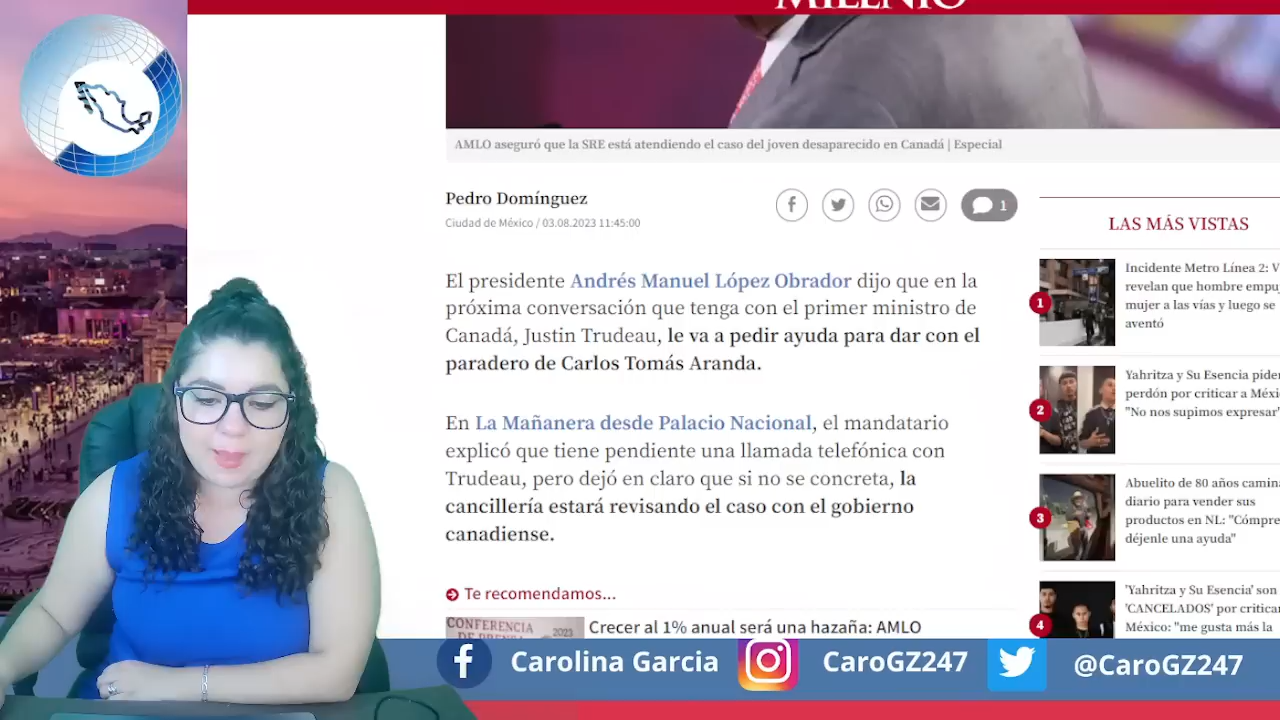 MILENIO
AMLO aseguró que la SRE está atendiendo el caso del joven desaparecido en Canadá | Especial
Pedro Domínguez
Ciudad de México / 03.08.2023 11:45:00
1
El presidente Andrés Manuel López Obrador dijo que en la
próxima conversación que tenga con el primer ministro de
Canadá, Justin Trudeau, le va a pedir ayuda para dar con el
paradero de Carlos Tomás Aranda.
En La Mañanera desde Palacio Nacional, el mandatario
explicó que tiene pendiente una llamada telefónica con
Trudeau, pero dejó en claro que si no se concreta, la
cancillería estará revisando el caso con el gobierno
canadiense.
Te recomendamos...
CONFERENCIA
DE PRENSA
2023
Crecer al 1% anual será una hazaña: AMLO
LAS MÁS VISTAS
1
Incidente Metro Línea 2: V
revelan que hombre empu
mujer a las vías y luego se
aventó
2
Yahritza y Su Esencia piden
perdón por criticar a Méxi
"No nos supimos expresar"
3
Abuelito de 80 años camina
diario para vender sus
productos en NL: "Cómpre
déjenle una ayuda"
4
'Yahritza y Su Esencia' son
'CANCELADOS' por criticar
México: "me gusta más la
Carolina Garcia
CaroGZ247
@CaroGZ247